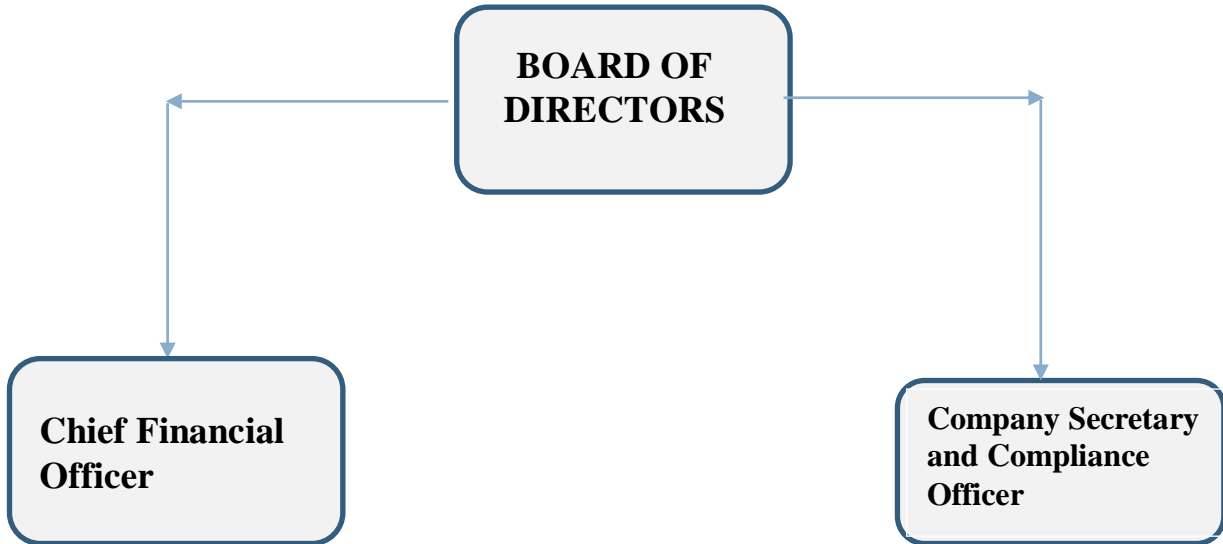 BOARD OF
DIRECTORS
Chief Financial
Officer
Company Secretary
and Compliance
Officer